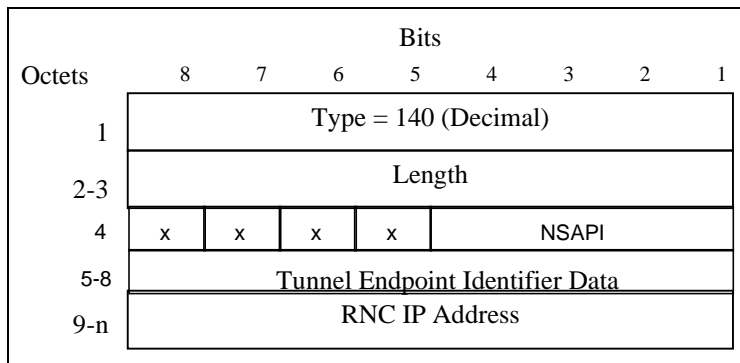 Bits
Octets 8 7 6 5 4 3 2 1
1 Type = 140 (Decimal)
2-3 Length
4 x x x x NSAPI
5-8 Tunnel Endpoint Identifier Data
9-n RNC IP Address